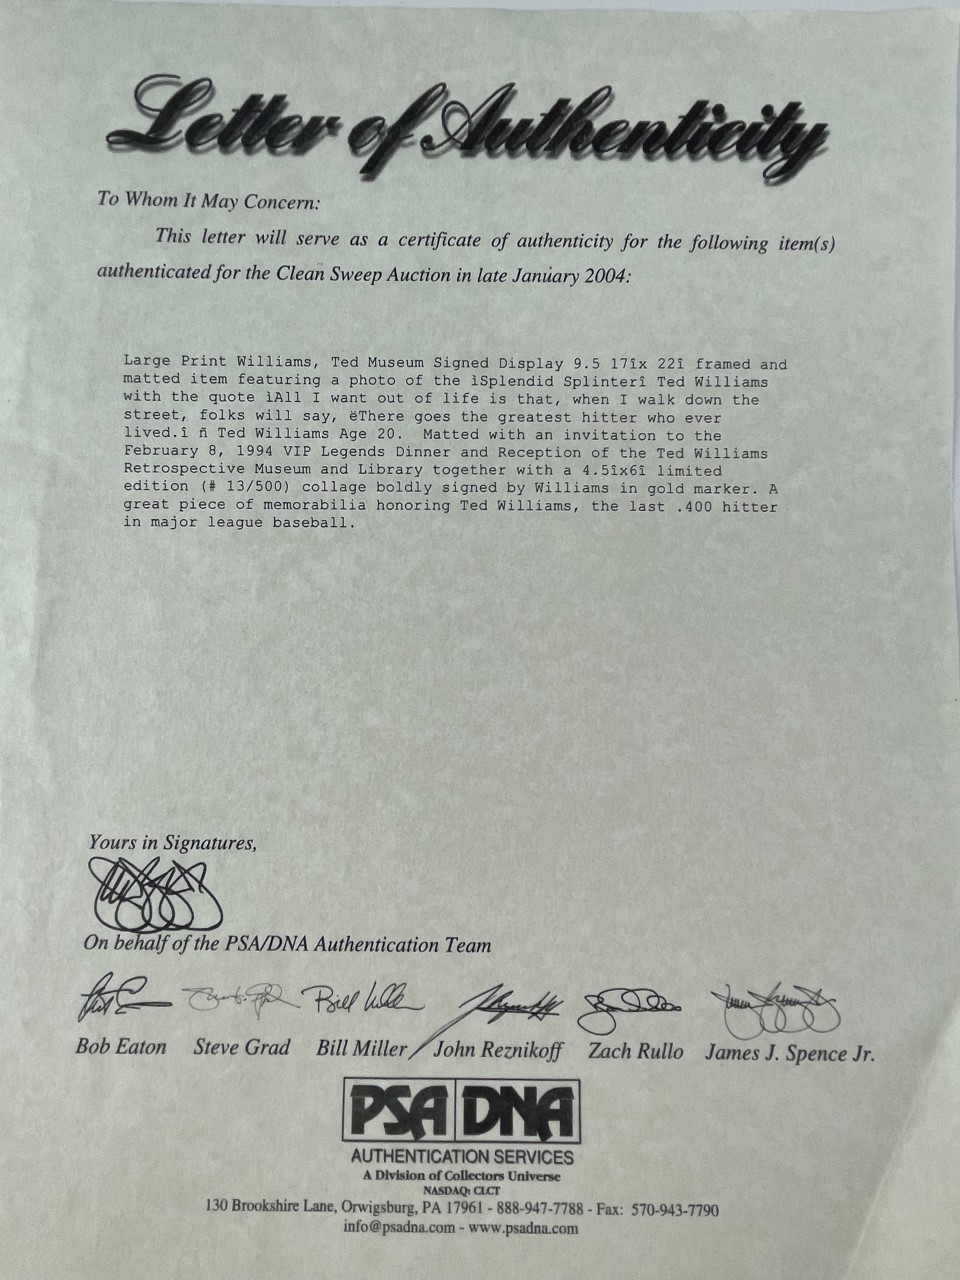 Letter of Authenticity
To Whom It May Concern:
This letter will serve as a certificate of authenticity for the following item(s)
authenticated for the Clean Sweep Auction in late January 2004:
Large Print Williams, Ted Museum Signed Display 9.5 17îx 22î framed and
matted item featuring a photo of the ìSplendid Splinterî Ted Williams
with the quote ìAll I want out of life is that, when I walk down the
street, folks will say, ëThere goes the greatest hitter who ever
lived.î ñ Ted Williams Age 20.  Matted with an invitation to the
February 8, 1994 VIP Legends Dinner and Reception of the Ted Williams
Retrospective Museum and Library together with a 4.5îx6î limited
edition (# 13/500) collage boldly signed by Williams in gold marker. A
great piece of memorabilia honoring Ted Williams, the last .400 hitter
in major league baseball.
Yours in Signatures,
On behalf of the PSA/DNA Authentication Team
Bill Miller
Bob Eaton Steve Grad Bill Miller John Reznikoff Zach Rullo James J. Spence Jr.
PSA DNA
AUTHENTICATION SERVICES
A Division of Collectors Universe
NASDAQ: CLCT
130 Brookshire Lane, Orwigsburg, PA 17961 - 888-947-7788 - Fax: 570-943-7790
info@psadna.com - www.psadna.com